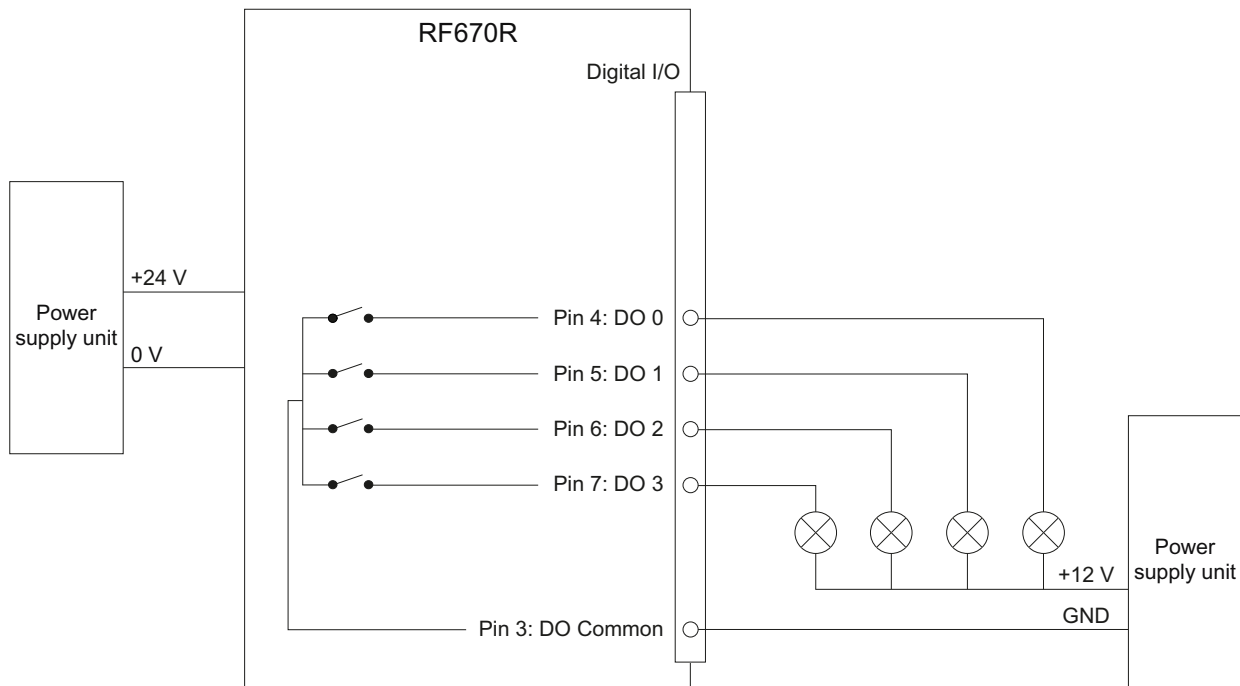 RF670R
Digital I/O
+24 V
Power
supply unit
0 V
Pin 4: DO 0
Pin 5: DO 1
Pin 6: DO 2
Pin 7: DO 3
+12 V
Power
supply unit
GND
Pin 3: DO Common